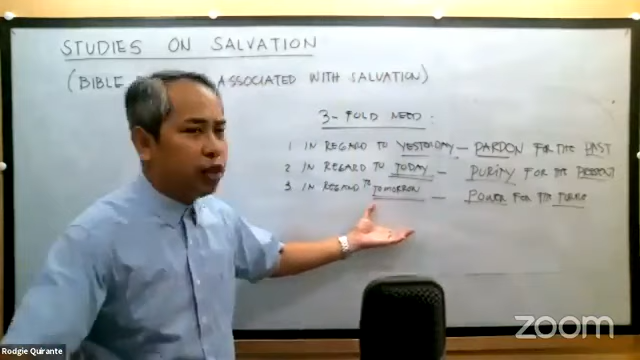 STUDIES ON SALVATION
(BIBLE ASSOCIATED WITH SALVATION)
3-FOLD NEED:
1 IN REGARD TO YESTERDAY - PARDON FOR THE PAST
2 IN REGARD TO TODAY - PURITY FOR THE PRESENT
3 IN REGARD TO TOMORROW - POWER FOR THE FUTURE
zoom
Rodgie Quirante